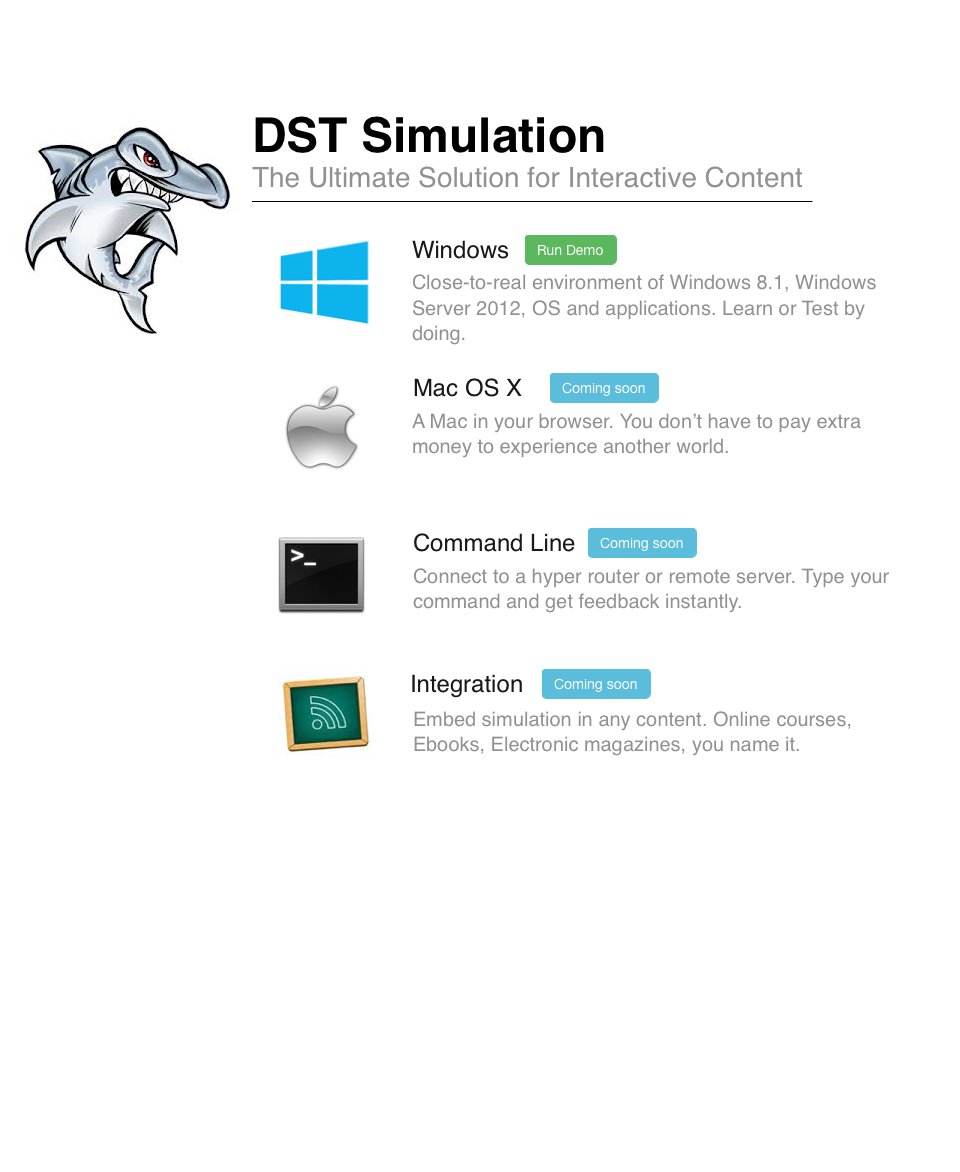 DST Simulation
The Ultimate Solution for Interactive Content
Windows
Run Demo
Close-to-real environment of Windows 8.1, Windows
Server 2012, OS and applications. Learn or Test by
doing.
Mac OS X
Coming soon
A Mac in your browser. You don’t have to pay extra
money to experience another world.
>_
Command Line
Coming soon
Connect to a hyper router or remote server. Type your
command and get feedback instantly.
Integration
Coming soon
Embed simulation in any content. Online courses,
Ebooks, Electronic magazines, you name it.